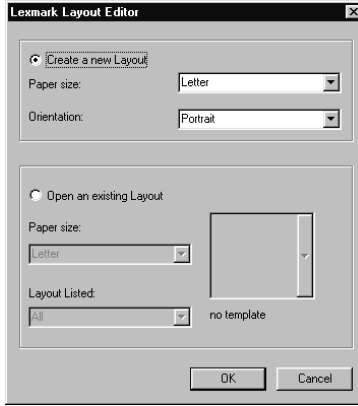 Lexmark Layout Editor
Create a new Layout
Paper size: Letter
Orientation: Portrait
Open an existing Layout
Paper size:
Letter
Layout Listed:
All
no template
OK Cancel